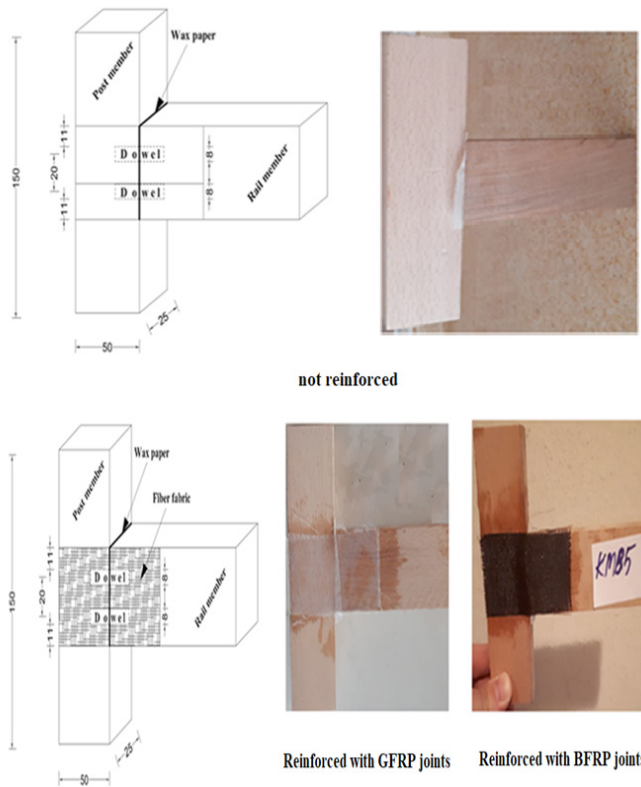 Wax paper
Post member
11
Dowel
8
150
20
Dowel
8
11
Rail member
25
50
not reinforced
Wax paper
Post member
Fiber fabric
11
Dowel
8
150
20
Dowel
8
11
Rail member
KMB5
25
50
Reinforced with GFRP joints
Reinforced with BFRP joints